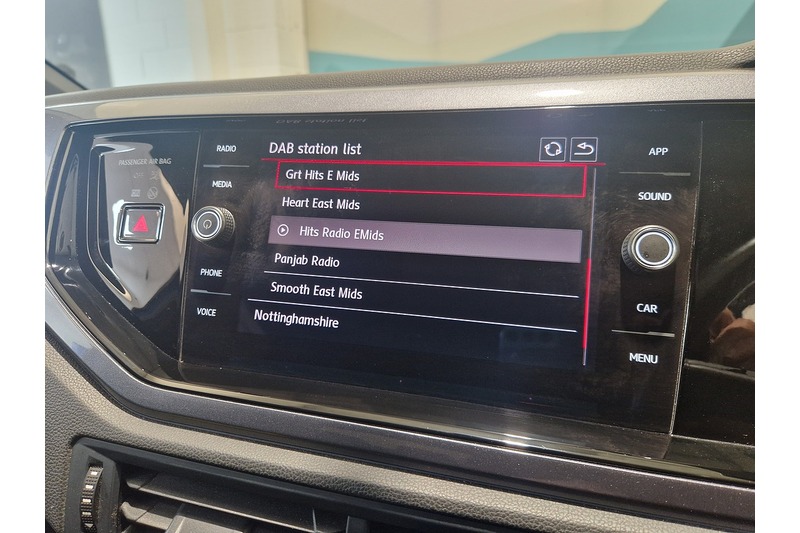 PASSENGER AIR BAG
RADIO
MEDIA
PHONE
VOICE
DAB station list
Grt Hits E Mids
Heart East Mids
Hits Radio EMids
Panjab Radio
Smooth East Mids
Nottinghamshire
APP
SOUND
CAR
MENU